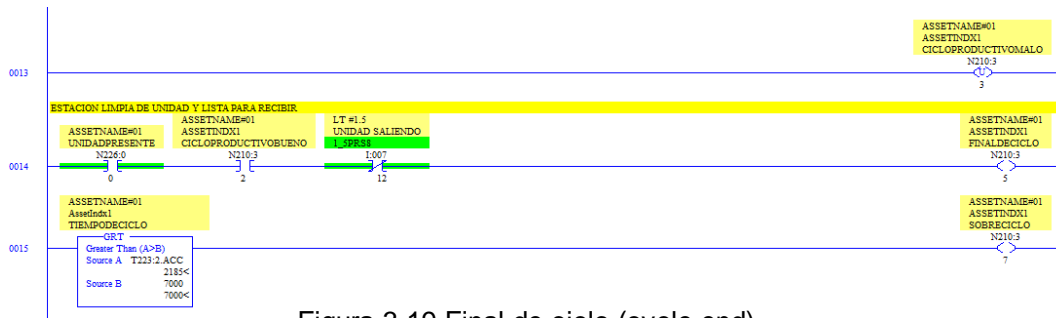 ASSETNAME#01
ASSETINDX1
CICLOPRODUCTIVOMALO
N210:3
0013
U
3
ESTACION LIMPIA DE UNIDAD Y LISTA PARA RECIBIR
ASSETNAME#01
UNIDADPRESENTE
N226:0
0
ASSETNAME#01
ASSETINDX1
CICLOPRODUCTIVOBUENO
N210:3
2
LT #1.5
UNIDAD SALIENDO
1_5PRS8
I:007
12
ASSETNAME#01
ASSETINDX1
FINALDECICLO
N210:3
5
0014
ASSETNAME#01
AssetIndx1
TIEMPODECICLO
GRT
Greater Than (A>B)
Source A T223:2.ACC
2185<
Source B 7000
7000<
0015
ASSETNAME#01
ASSETINDX1
SOBRECICLO
N210:3
7
Figura 3.19 Final de ciclo (cycle end)